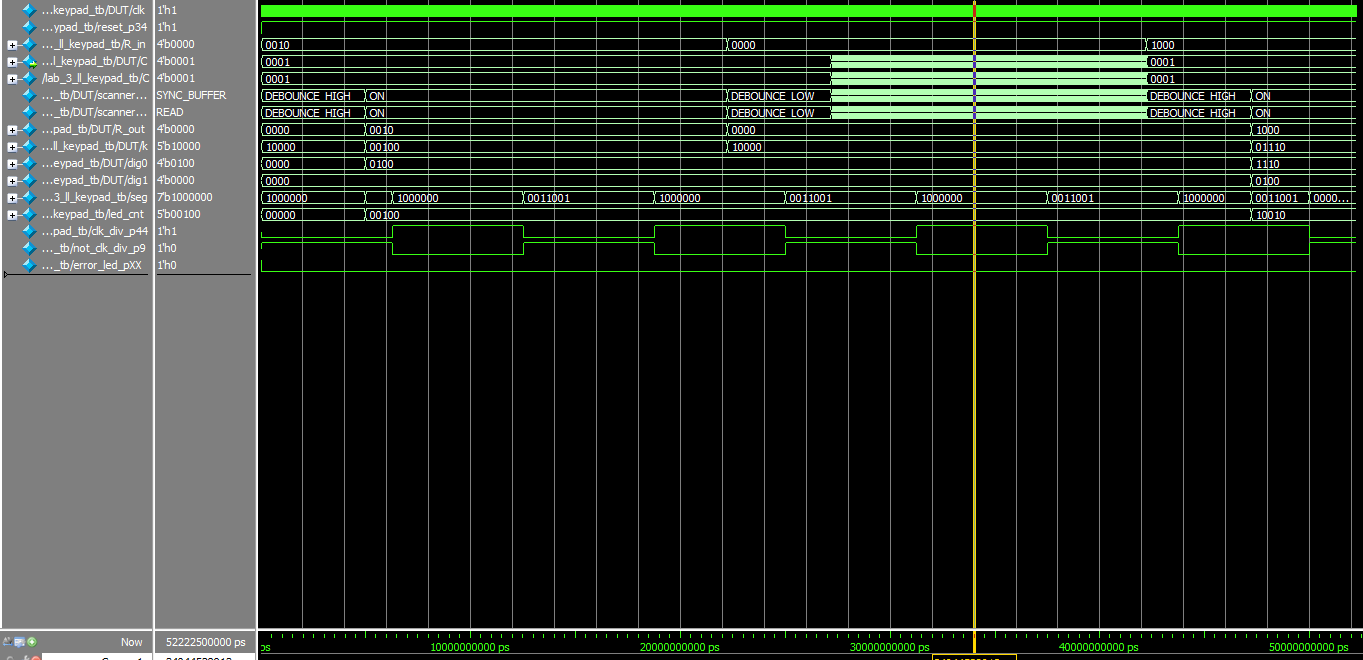 ...keypad_tb/DUT/clk 1'h1
...ypad_tb/reset_p34 1'h1
..._ll_keypad_tb/R_in 4'b0000 0010 0000 1000
...l_keypad_tb/DUT/C 4'b0001 0001 0001
/lab_3_ll_keypad_tb/C 4'b0001 0001 0001
..._tb/DUT/scanner... SYNC_BUFFER DEBOUNCE_HIGH ON DEBOUNCE_LOW DEBOUNCE_HIGH ON
..._tb/DUT/scanner... READ DEBOUNCE_HIGH ON DEBOUNCE_LOW DEBOUNCE_HIGH ON
...pad_tb/DUT/R_out 4'b0000 0000 0010 0000 1000
...ll_keypad_tb/DUT/k 5'b10000 10000 00100 10000 01110
...eypad_tb/DUT/dig0 4'b0100 0000 0100 1110
...eypad_tb/DUT/dig1 4'b0000 0000 0100
...3_ll_keypad_tb/seg 7'b1000000 1000000 1000000 0011001 1000000 0011001 1000000 0011001 1000000 0011001 0000...
...keypad_tb/led_cnt 5'b00100 00000 00100 10010
...pad_tb/clk_div_p44 1'h1
..._tb/not_clk_div_p9 1'h0
..._tb/error_led_pXX 1'h0
Now 52222500000 ps
ps 10000000000 ps 20000000000 ps 30000000000 ps 40000000000 ps 50000000000 ps